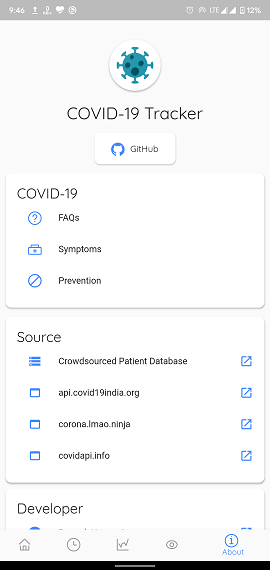 9:46
LTE
12%
COVID-19 Tracker
GitHub
COVID-19
FAQs
Symptoms
Prevention
Source
Crowdsourced Patient Database
api.covid19india.org
corona.lmao.ninja
covidapi.info
Developer
About